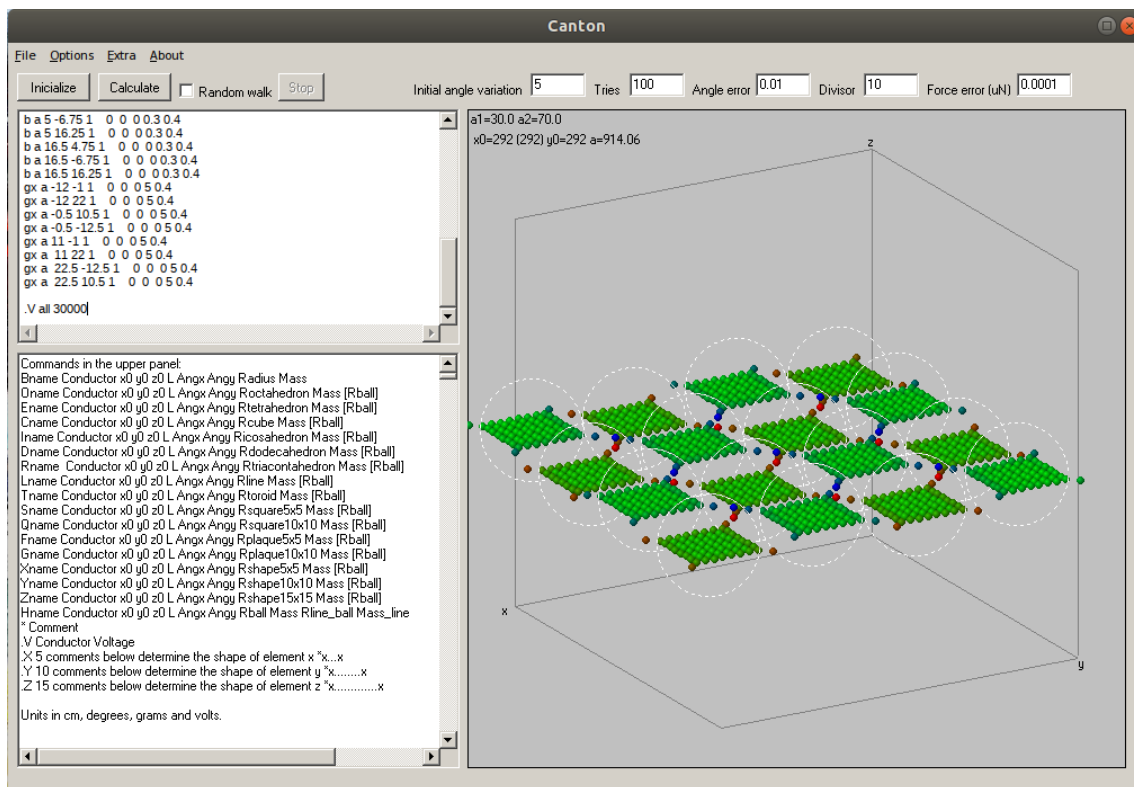 Canton
File Options Extra About
Inicialize Calculate Random walk Stop Initial angle variation 5 Tries 100 Angle error 0.01 Divisor 10 Force error (uN) 0.0001
b a 5 -6.75 1 0 0 0 0.3 0.4
b a 5 16.25 1 0 0 0 0.3 0.4
b a 16.5 4.75 1 0 0 0 0.3 0.4
b a 16.5 -6.75 1 0 0 0 0.3 0.4
b a 16.5 16.25 1 0 0 0 0.3 0.4
gx a -12 -1 1 0 0 0 5 0.4
gx a -12 22 1 0 0 0 5 0.4
gx a -0.5 10.5 1 0 0 0 5 0.4
gx a -0.5 -12.5 1 0 0 0 5 0.4
gx a 11 -1 1 0 0 0 5 0.4
gx a 11 22 1 0 0 0 5 0.4
gx a 22.5 -12.5 1 0 0 0 5 0.4
gx a 22.5 10.5 1 0 0 0 5 0.4
.V all 30000
Commands in the upper panel:
Bname Conductor x0 y0 z0 L Angx Angy Radius Mass
Oname Conductor x0 y0 z0 L Angx Angy Roctahedron Mass [Rball]
Ename Conductor x0 y0 z0 L Angx Angy Rtetrahedron Mass [Rball]
Cname Conductor x0 y0 z0 L Angx Angy Rcube Mass [Rball]
Iname Conductor x0 y0 z0 L Angx Angy Ricosahedron Mass [Rball]
Dname Conductor x0 y0 z0 L Angx Angy Rdodecahedron Mass [Rball]
Rname Conductor x0 y0 z0 L Angx Angy Rtriacontahedron Mass [Rball]
Lname Conductor x0 y0 z0 L Angx Angy Rline Mass [Rball]
Tname Conductor x0 y0 z0 L Angx Angy Rtoroid Mass [Rball]
Sname Conductor x0 y0 z0 L Angx Angy Rsquare5x5 Mass [Rball]
Qname Conductor x0 y0 z0 L Angx Angy Rsquare10x10 Mass [Rball]
Fname Conductor x0 y0 z0 L Angx Angy Rplaque5x5 Mass [Rball]
Gname Conductor x0 y0 z0 L Angx Angy Rplaque10x10 Mass [Rball]
Xname Conductor x0 y0 z0 L Angx Angy Rshape5x5 Mass [Rball]
Yname Conductor x0 y0 z0 L Angx Angy Rshape10x10 Mass [Rball]
Zname Conductor x0 y0 z0 L Angx Angy Rshape15x15 Mass [Rball]
Hname Conductor x0 y0 z0 L Angx Angy Rball Mass Rline_ball Mass_line
* Comment
.V Conductor Voltage
.X 5 comments below determine the shape of element x *x...x
.Y 10 comments below determine the shape of element y *x........x
.Z 15 comments below determine the shape of element z *x.............x
Units in cm, degrees, grams and volts.
a1=30.0 a2=70.0
x0=292 (292) y0=292 a=914.06
z
x
y